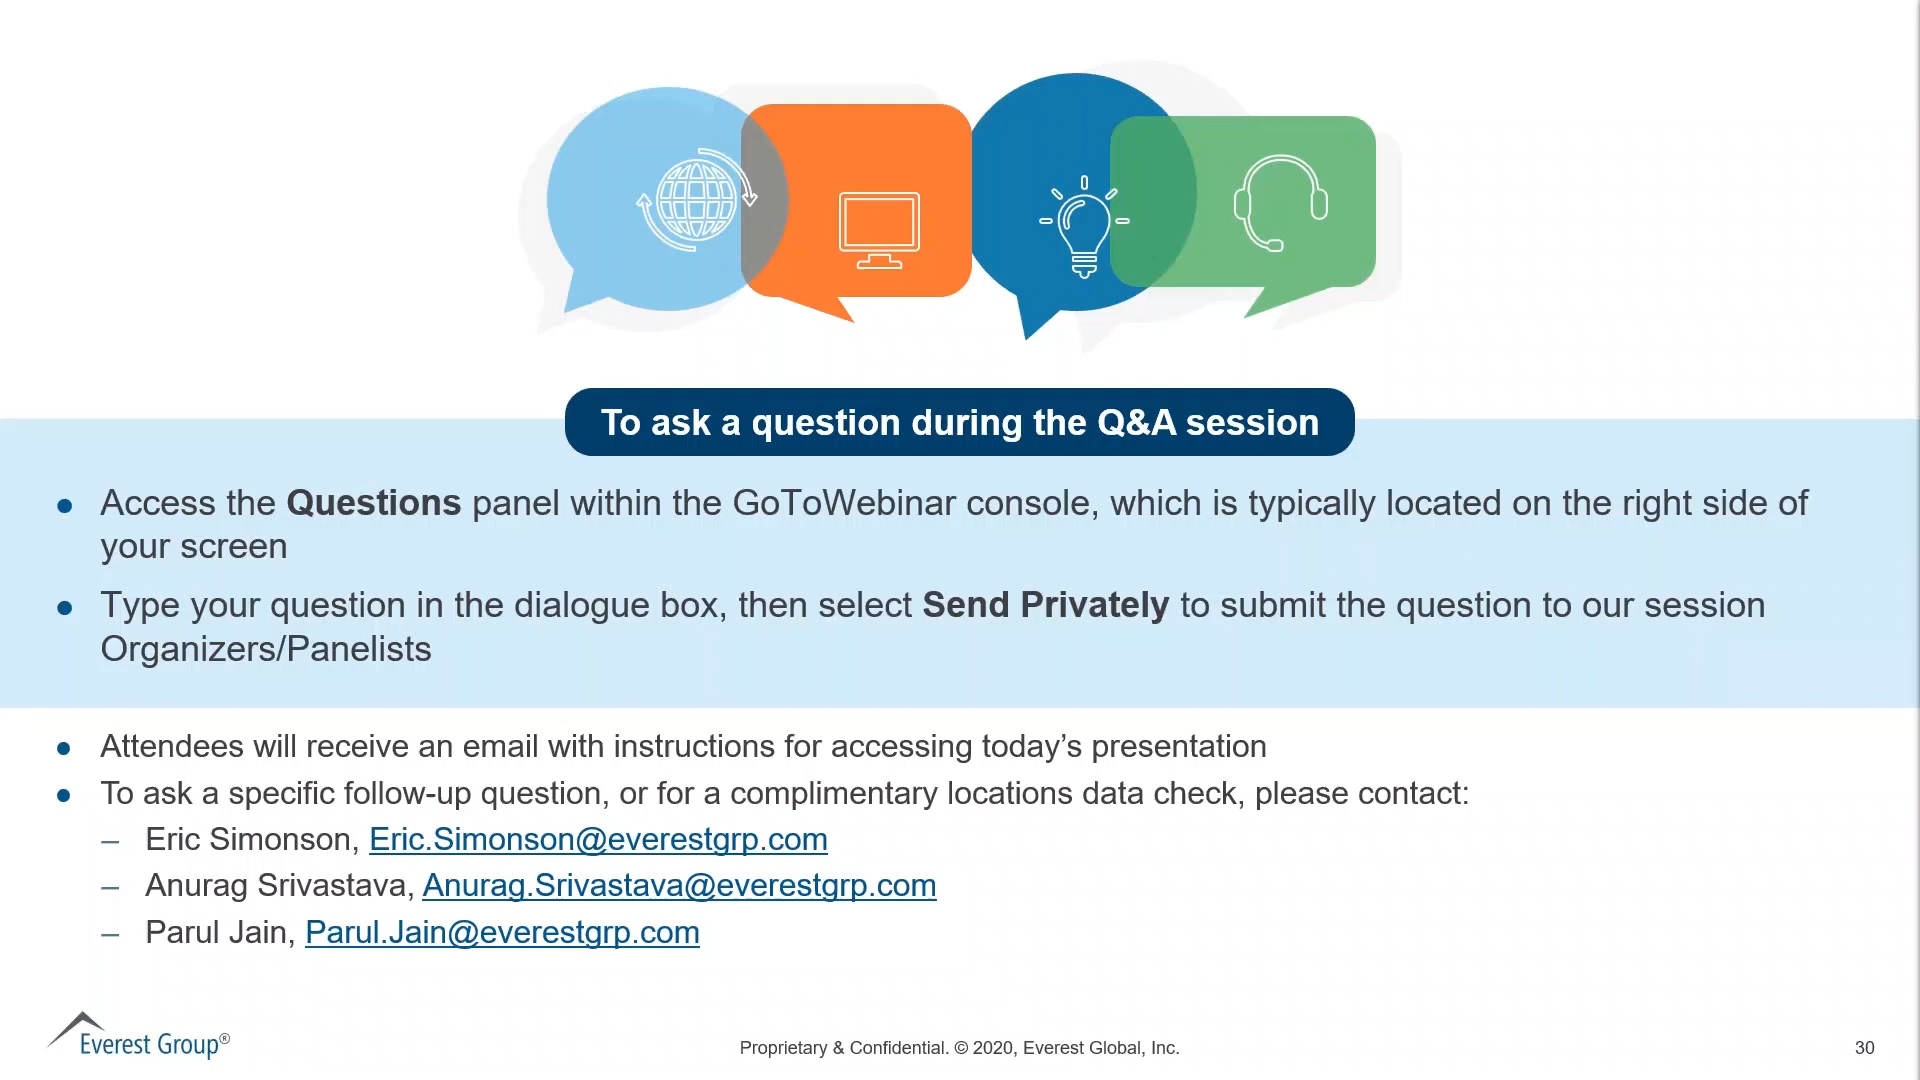 To ask a question during the Q&A session
● Access the Questions panel within the GoToWebinar console, which is typically located on the right side of
your screen
● Type your question in the dialogue box, then select Send Privately to submit the question to our session
Organizers/Panelists
● Attendees will receive an email with instructions for accessing today’s presentation
● To ask a specific follow-up question, or for a complimentary locations data check, please contact:
– Eric Simonson, Eric.Simonson@everestgrp.com
– Anurag Srivastava, Anurag.Srivastava@everestgrp.com
– Parul Jain, Parul.Jain@everestgrp.com
Everest Group®
Proprietary & Confidential. © 2020, Everest Global, Inc.
30